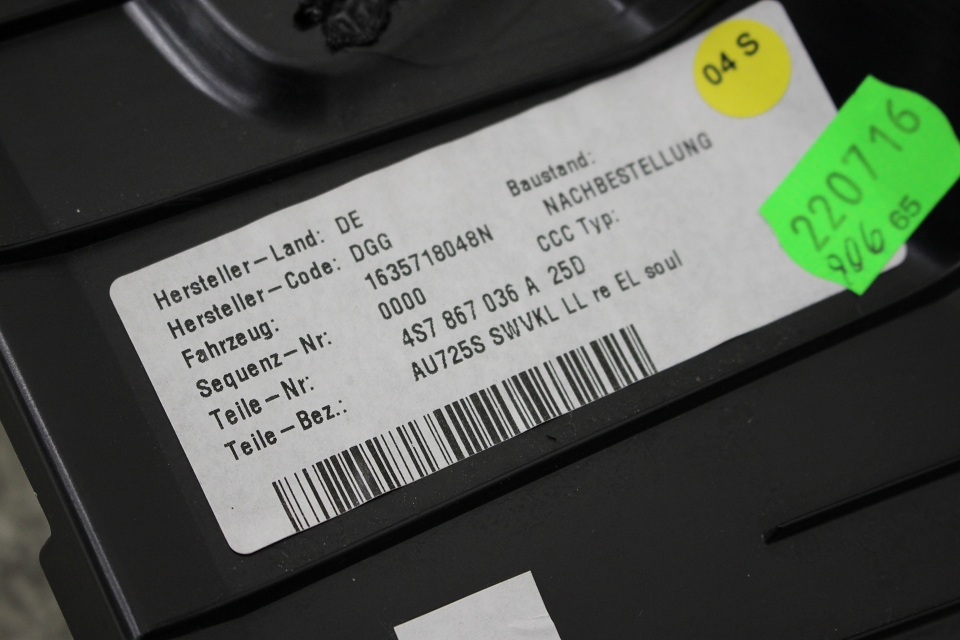 04 S
Hersteller-Land: DE
Hersteller-Code: DGG
Fahrzeug: 1635718048N
Sequenz-Nr: 0000
Teile-Nr: 4S7 867 036 A 25D
Teile-Bez.: AU725S SWVKL LL re EL soul
Baustand:
NACHBESTELLUNG
CCC Typ:
220716
906 65